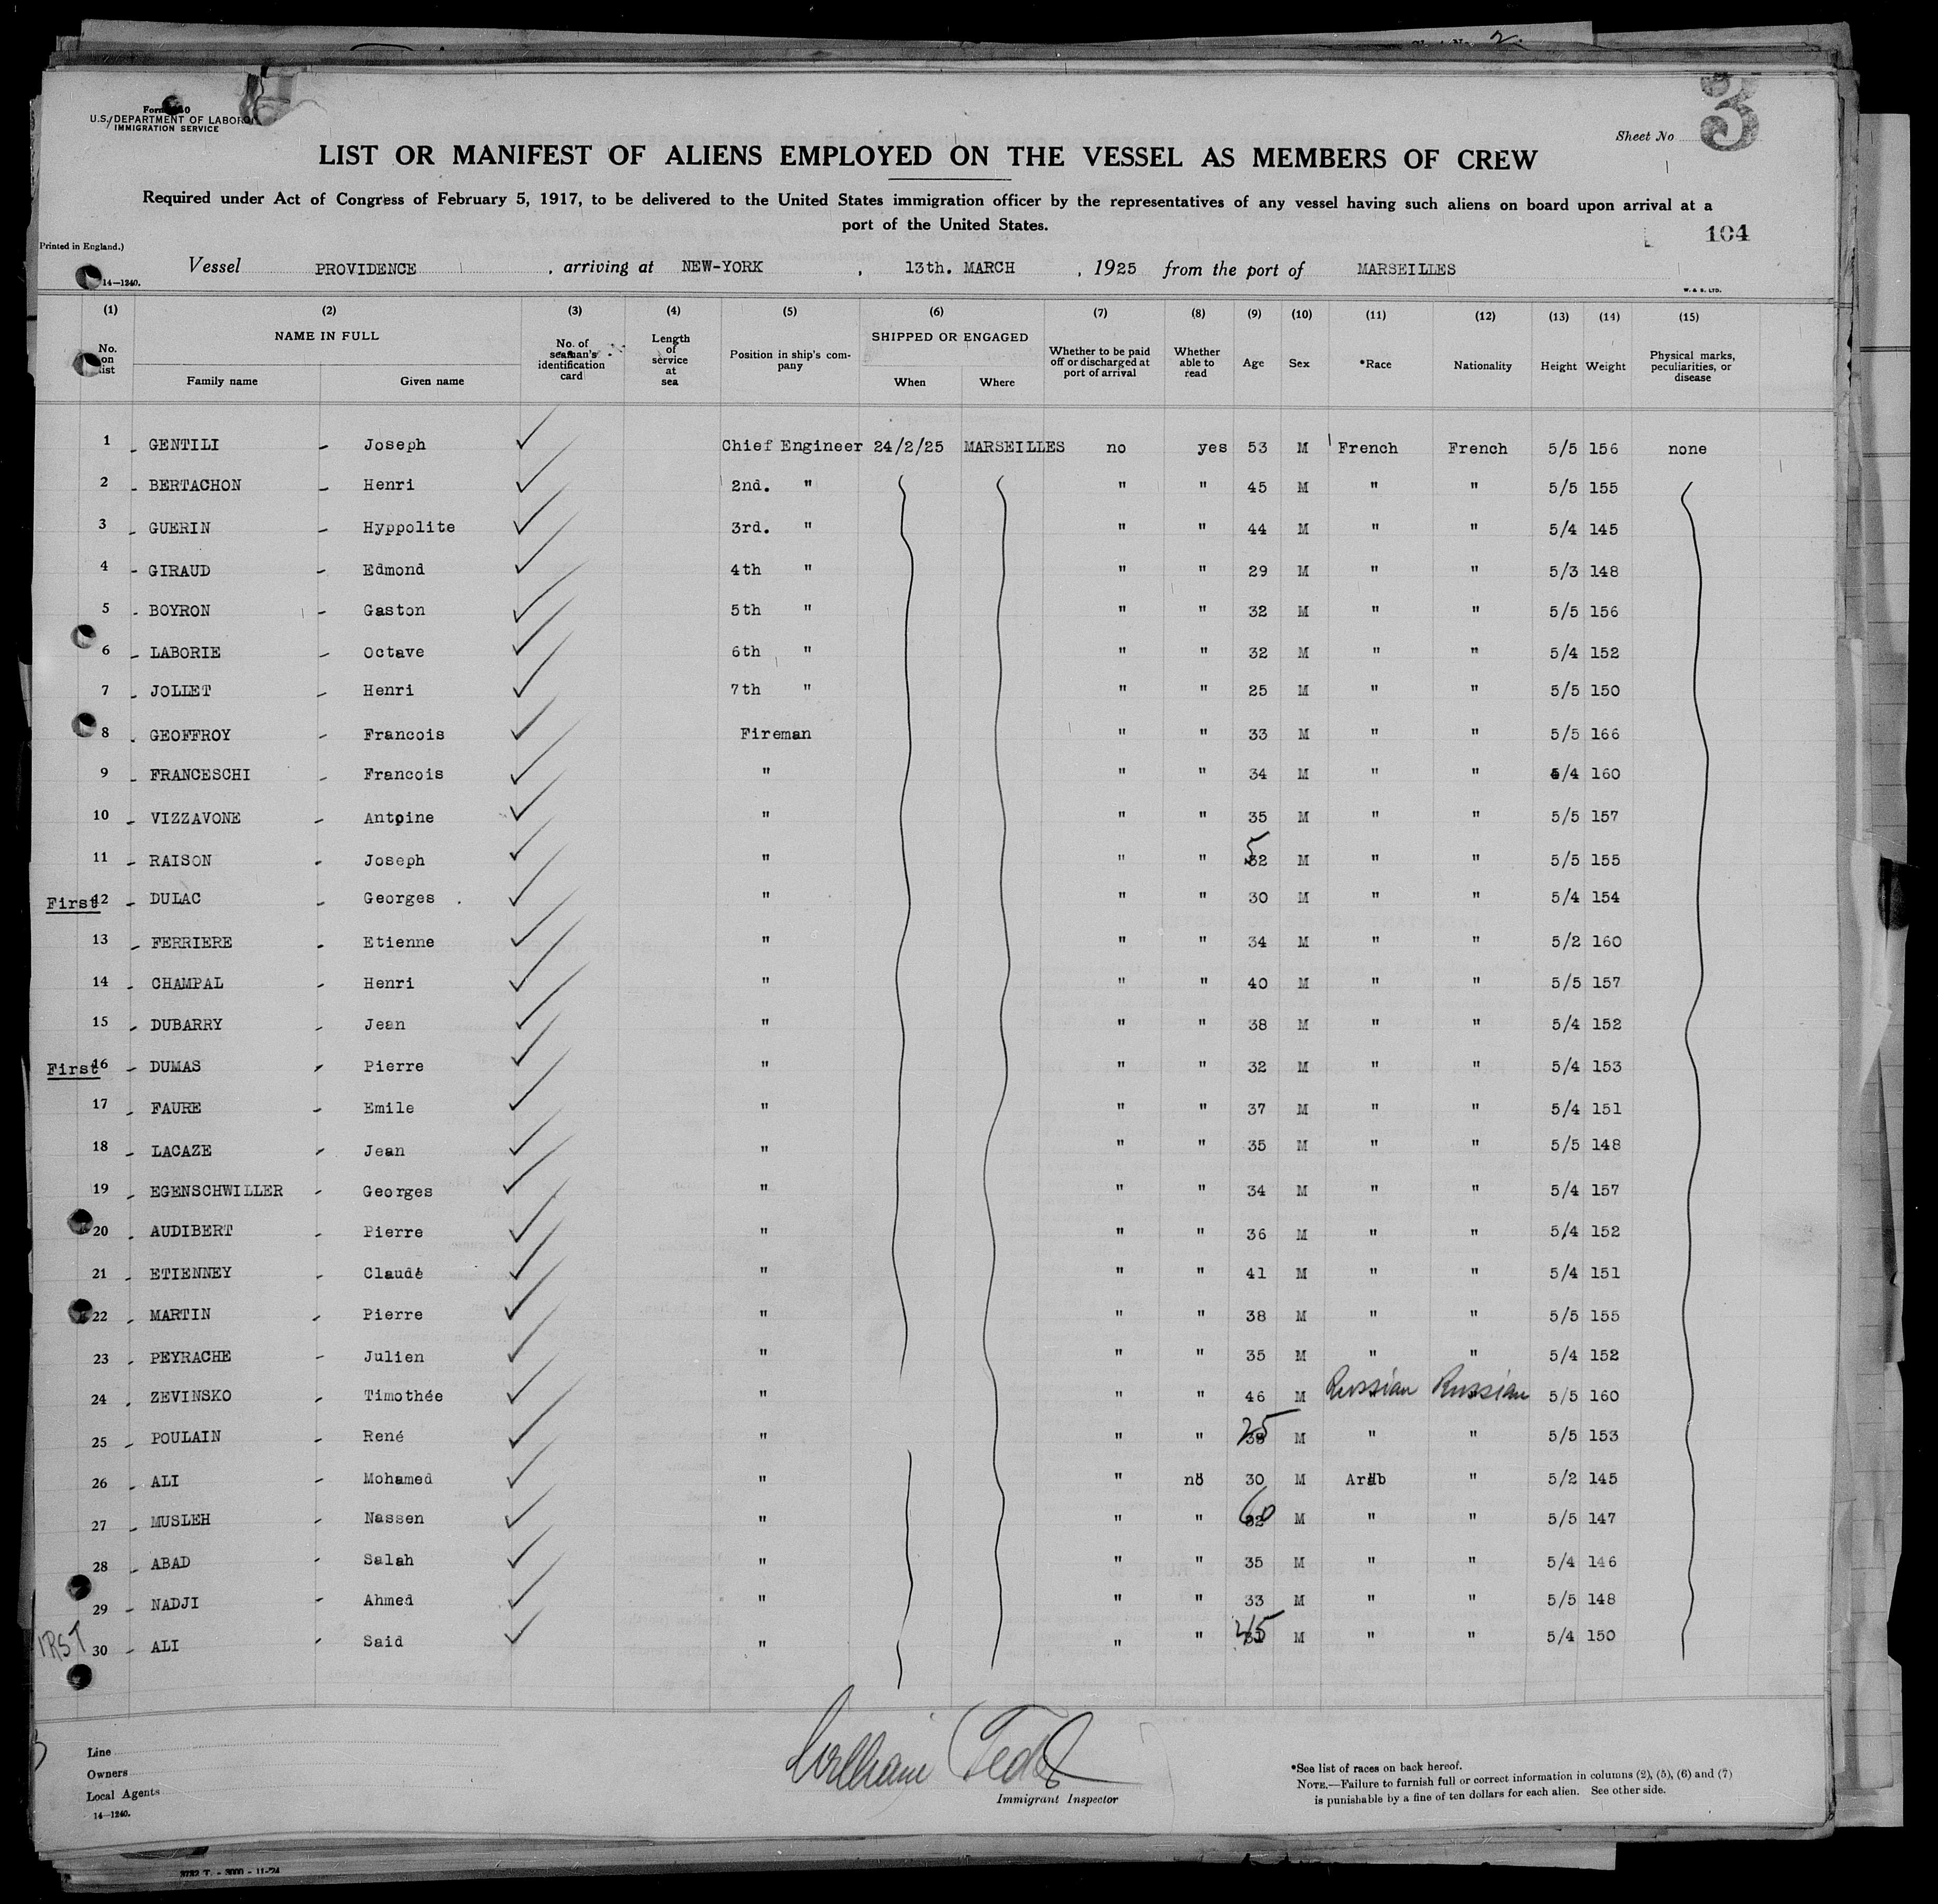 Sheet No 2.
3
Form 680
U.S. DEPARTMENT OF LABOR
IMMIGRATION SERVICE
Sheet No
LIST OR MANIFEST OF ALIENS EMPLOYED ON THE VESSEL AS MEMBERS OF CREW
Required under Act of Congress of February 5, 1917, to be delivered to the United States immigration officer by the representatives of any vessel having such aliens on board upon arrival at a
port of the United States.
104
Printed in England.)
Vessel PROVIDENCE , arriving at NEW-YORK , 13th. MARCH , 1925 from the port of MARSEILLES
14—1240.
W. & S. LTD.
(1) (2) (3) (4) (5) (6) (7) (8) (9) (10) (11) (12) (13) (14) (15)
No. on list NAME IN FULL Family name Given name No. of seaman's identification card Length of service at sea Position in ship's company SHIPPED OR ENGAGED When Where Whether to be paid off or discharged at port of arrival Whether able to read Age Sex *Race Nationality Height Weight Physical marks, peculiarities, or disease
1 - GENTILI - Joseph ✓ Chief Engineer 24/2/25 MARSEILLES no yes 53 M French French 5/5 156 none
2 - BERTACHON - Henri ✓ 2nd. " " " 45 M " " 5/5 155
3 - GUERIN - Hyppolite ✓ 3rd. " " " 44 M " " 5/4 145
4 - GIRAUD - Edmond ✓ 4th " " " 29 M " " 5/3 148
5 - BOYRON - Gaston ✓ 5th " " " 32 M " " 5/5 156
6 - LABORIE - Octave ✓ 6th " " " 32 M " " 5/4 152
7 - JOLLET - Henri ✓ 7th " " " 25 M " " 5/5 150
8 - GEOFFROY - Francois ✓ Fireman " " 33 M " " 5/5 166
9 - FRANCESCHI - Francois ✓ " " " 34 M " " 5/4 160
10 - VIZZAVONE - Antoine ✓ " " " 35 M " " 5/5 157
11 - RAISON - Joseph ✓ " " " 52 M " " 5/5 155
First 12 - DULAC - Georges . ✓ " " " 30 M " " 5/4 154
13 - FERRIERE - Etienne ✓ " " " 34 M " " 5/2 160
14 - CHAMPAL - Henri ✓ " " " 40 M " " 5/5 157
15 - DUBARRY - Jean ✓ " " " 38 M " " 5/4 152
First 16 - DUMAS - Pierre ✓ " " " 32 M " " 5/4 153
17 - FAURE - Emile ✓ " " " 37 M " " 5/4 151
18 - LACAZE - Jean ✓ " " " 35 M " " 5/5 148
19 - EGENSCHWILLER - Georges ✓ " " " 34 M " " 5/4 157
20 - AUDIBERT - Pierre ✓ " " " 36 M " " 5/4 152
21 - ETIENNEY - Claudé ✓ " " " 41 M " " 5/4 151
22 - MARTIN - Pierre ✓ " " " 38 M " " 5/5 155
23 - PEYRACHE - Julien ✓ " " " 35 M " " 5/4 152
24 - ZEVINSKO - Timothée ✓ " " " 46 M Russian Russian 5/5 160
25 - POULAIN - René ✓ " " " 25 M " " 5/5 153
26 - ALI - Mohamed ✓ " " no 30 M Arab " 5/2 145
27 - MUSLEH - Nassen ✓ " " " 60 M " " 5/5 147
28 - ABAD - Salah ✓ " " " 35 M " " 5/4 146
29 - NADJI - Ahmed ✓ " " " 33 M " " 5/5 148
IRST 30 - ALI - Said ✓ " " " 45 M " " 5/4 150
Line
Owners
Local Agents
14—1240.
William
Immigrant Inspector
*See list of races on back hereof.
NOTE.—Failure to furnish full or correct information in columns (2), (5), (6) and (7)
is punishable by a fine of ten dollars for each alien. See other side.
3732 T. - 3000 - 11-24